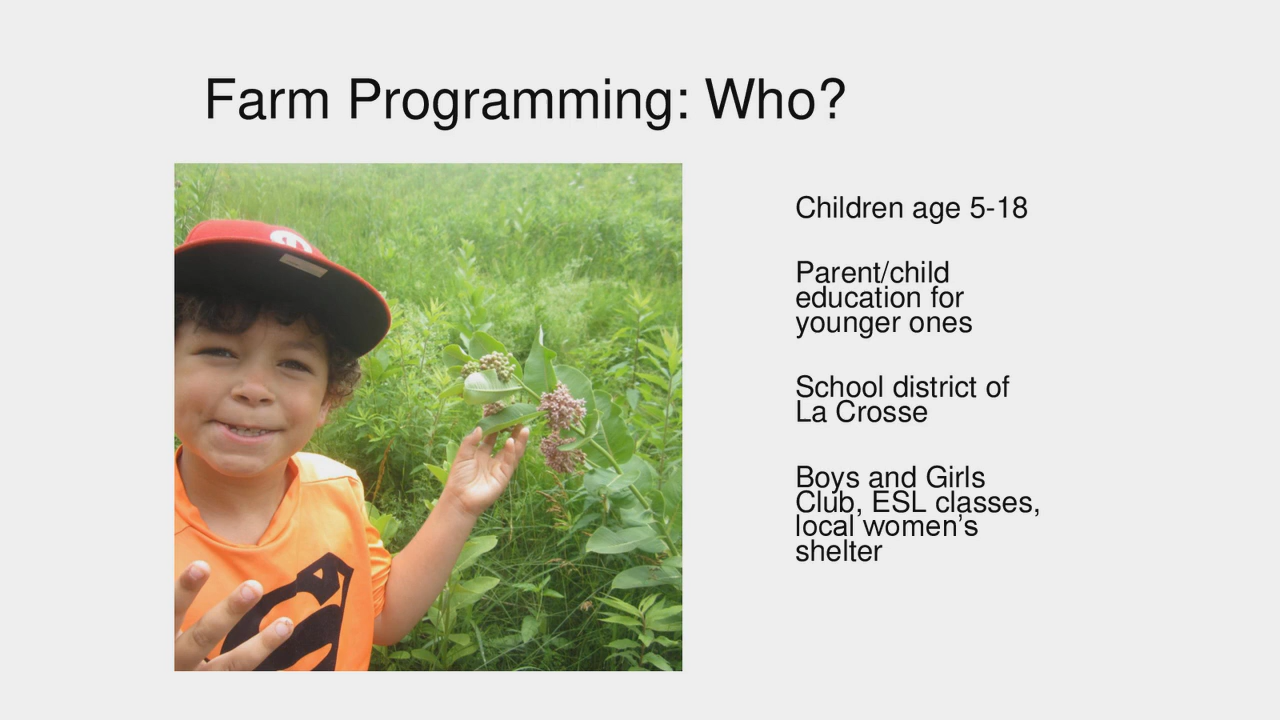 Farm Programming: Who?
Children age 5-18
Parent/child
education for
younger ones
School district of
La Crosse
Boys and Girls
Club, ESL classes,
local women’s
shelter